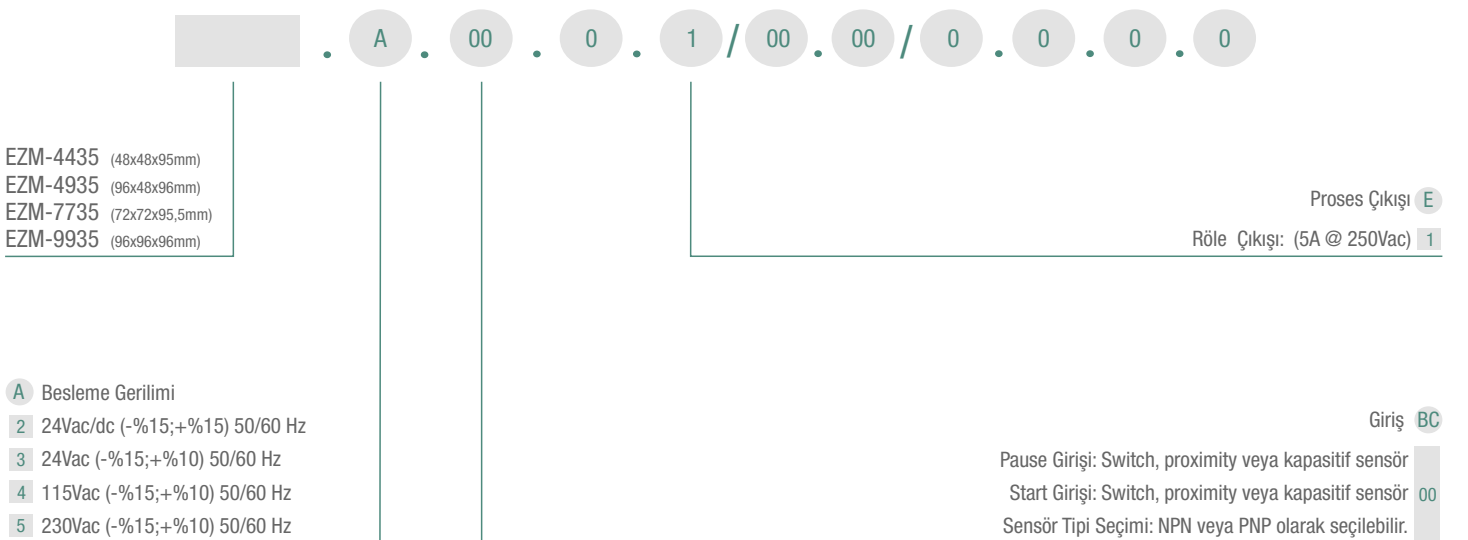 . A . 00 . 0 . 1 / 00 . 00 / 0 . 0 . 0 . 0
EZM-4435 (48x48x95mm)
EZM-4935 (96x48x96mm)
EZM-7735 (72x72x95,5mm)
EZM-9935 (96x96x96mm)
Proses Çıkışı E
Röle Çıkışı: (5A @ 250Vac) 1
A Besleme Gerilimi
2 24Vac/dc (-%15;+%15) 50/60 Hz
3 24Vac (-%15;+%10) 50/60 Hz
4 115Vac (-%15;+%10) 50/60 Hz
5 230Vac (-%15;+%10) 50/60 Hz
Giriş BC
Pause Girişi: Switch, proximity veya kapasitif sensör
Start Girişi: Switch, proximity veya kapasitif sensör 00
Sensör Tipi Seçimi: NPN veya PNP olarak seçilebilir.